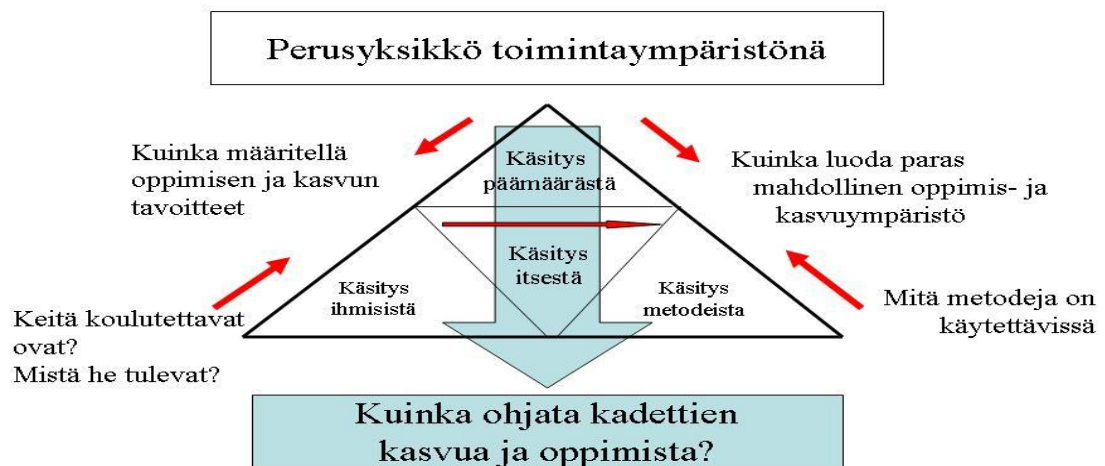 Perusyksikkö toimintaympäristönä
Kuinka määritellä
oppimisen ja kasvun
tavoitteet
Käsitys
päämäärästä
Kuinka luoda paras
mahdollinen oppimis- ja
kasvuympäristö
Käsitys
itsestä
Käsitys
ihmisistä
Käsitys
metodeista
Keitä koulutettavat
ovat?
Mistä he tulevat?
Mitä metodeja on
käytettävissä
Kuinka ohjata kadettien
kasvua ja oppimista?